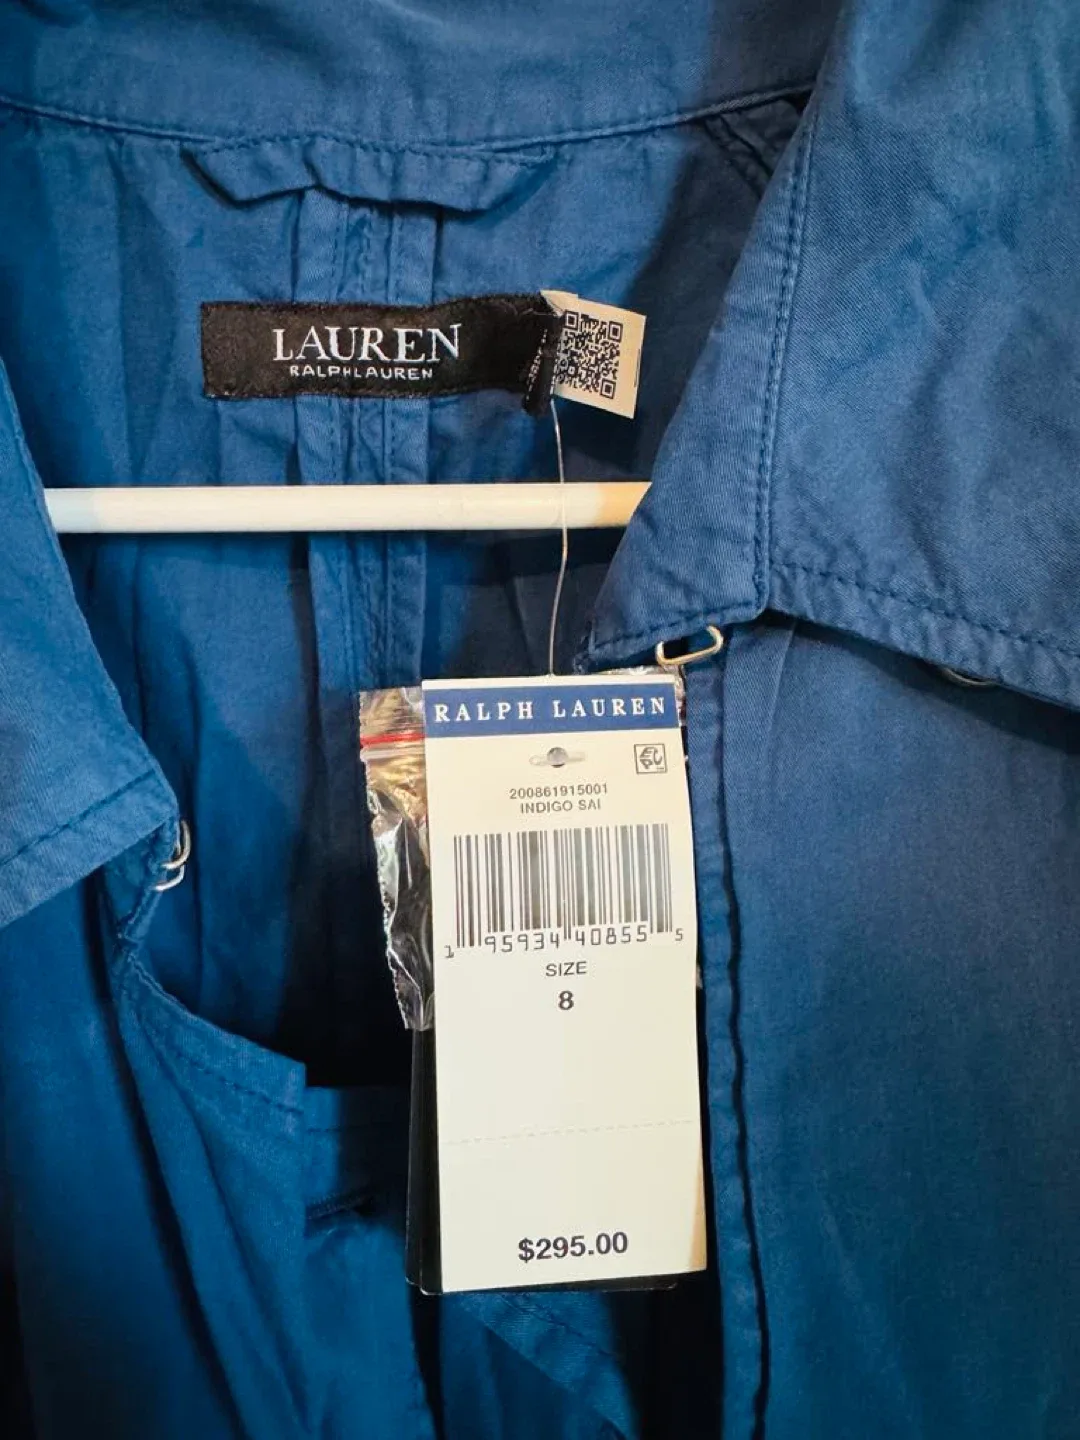 LAUREN
RALPH LAUREN
RALPH LAUREN
200861915001
INDIGO SAI
1 95934 40855 5
SIZE
8
$295.00